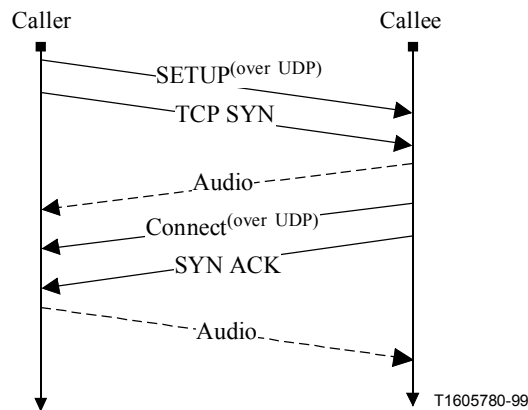 Caller Callee
SETUP(over UDP)
TCP SYN
Audio
Connect(over UDP)
SYN ACK
Audio
T1605780-99